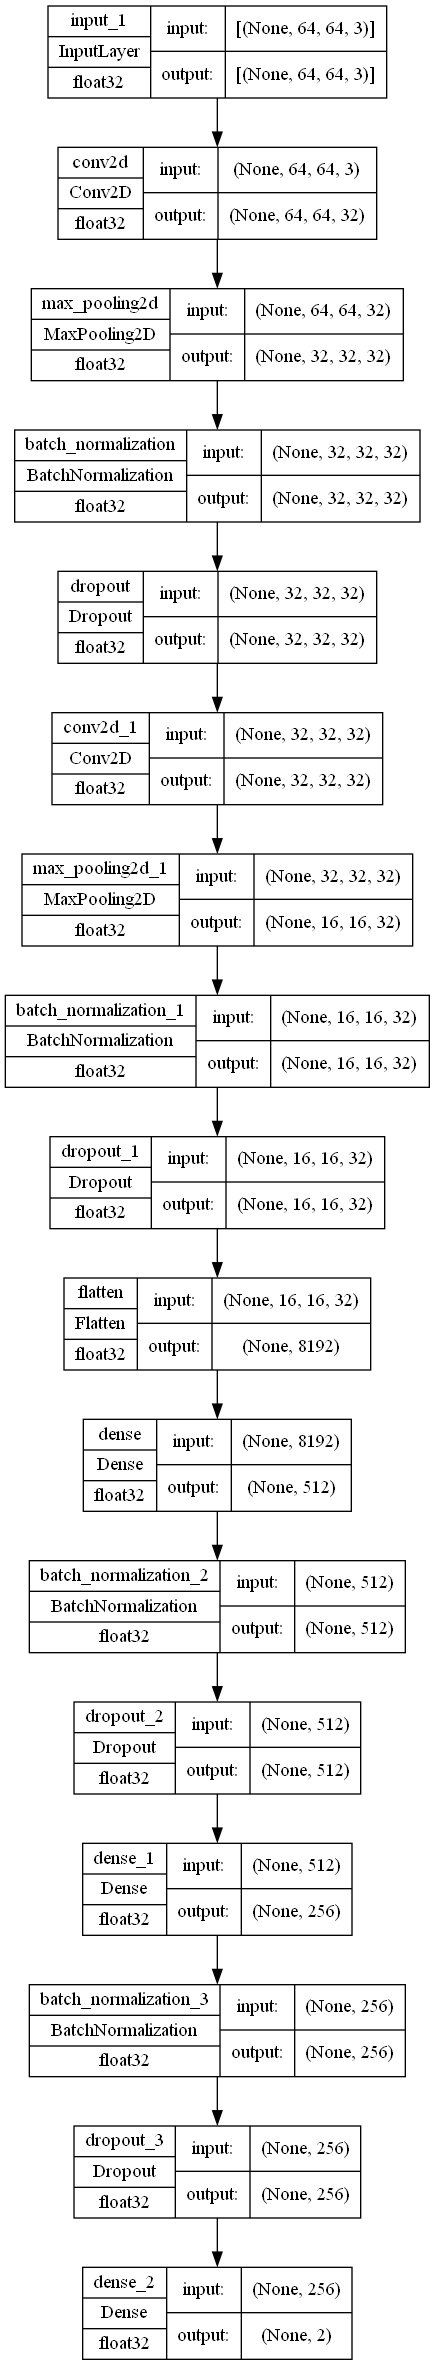 input_1 input: [(None, 64, 64, 3)]
InputLayer
float32 output: [(None, 64, 64, 3)]
conv2d input: (None, 64, 64, 3)
Conv2D
float32 output: (None, 64, 64, 32)
max_pooling2d input: (None, 64, 64, 32)
MaxPooling2D
float32 output: (None, 32, 32, 32)
batch_normalization input: (None, 32, 32, 32)
BatchNormalization
float32 output: (None, 32, 32, 32)
dropout input: (None, 32, 32, 32)
Dropout
float32 output: (None, 32, 32, 32)
conv2d_1 input: (None, 32, 32, 32)
Conv2D
float32 output: (None, 32, 32, 32)
max_pooling2d_1 input: (None, 32, 32, 32)
MaxPooling2D
float32 output: (None, 16, 16, 32)
batch_normalization_1 input: (None, 16, 16, 32)
BatchNormalization
float32 output: (None, 16, 16, 32)
dropout_1 input: (None, 16, 16, 32)
Dropout
float32 output: (None, 16, 16, 32)
flatten input: (None, 16, 16, 32)
Flatten
float32 output: (None, 8192)
dense input: (None, 8192)
Dense
float32 output: (None, 512)
batch_normalization_2 input: (None, 512)
BatchNormalization
float32 output: (None, 512)
dropout_2 input: (None, 512)
Dropout
float32 output: (None, 512)
dense_1 input: (None, 512)
Dense
float32 output: (None, 256)
batch_normalization_3 input: (None, 256)
BatchNormalization
float32 output: (None, 256)
dropout_3 input: (None, 256)
Dropout
float32 output: (None, 256)
dense_2 input: (None, 256)
Dense
float32 output: (None, 2)